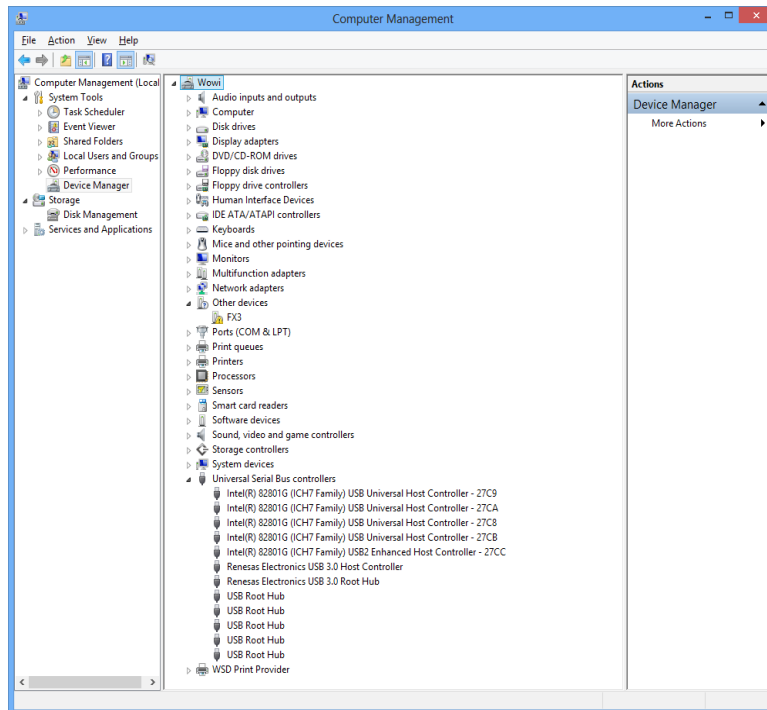 Computer Management
File Action View Help
Computer Management (Local
System Tools
Task Scheduler
Event Viewer
Shared Folders
Local Users and Groups
Performance
Device Manager
Storage
Disk Management
Services and Applications
Wowi
Audio inputs and outputs
Computer
Disk drives
Display adapters
DVD/CD-ROM drives
Floppy disk drives
Floppy drive controllers
Human Interface Devices
IDE ATA/ATAPI controllers
Keyboards
Mice and other pointing devices
Monitors
Multifunction adapters
Network adapters
Other devices
FX3
Ports (COM & LPT)
Print queues
Printers
Processors
Sensors
Smart card readers
Software devices
Sound, video and game controllers
Storage controllers
System devices
Universal Serial Bus controllers
Intel(R) 82801G (ICH7 Family) USB Universal Host Controller - 27C9
Intel(R) 82801G (ICH7 Family) USB Universal Host Controller - 27CA
Intel(R) 82801G (ICH7 Family) USB Universal Host Controller - 27C8
Intel(R) 82801G (ICH7 Family) USB Universal Host Controller - 27CB
Intel(R) 82801G (ICH7 Family) USB2 Enhanced Host Controller - 27CC
Renesas Electronics USB 3.0 Host Controller
Renesas Electronics USB 3.0 Root Hub
USB Root Hub
USB Root Hub
USB Root Hub
USB Root Hub
USB Root Hub
WSD Print Provider
Actions
Device Manager
More Actions